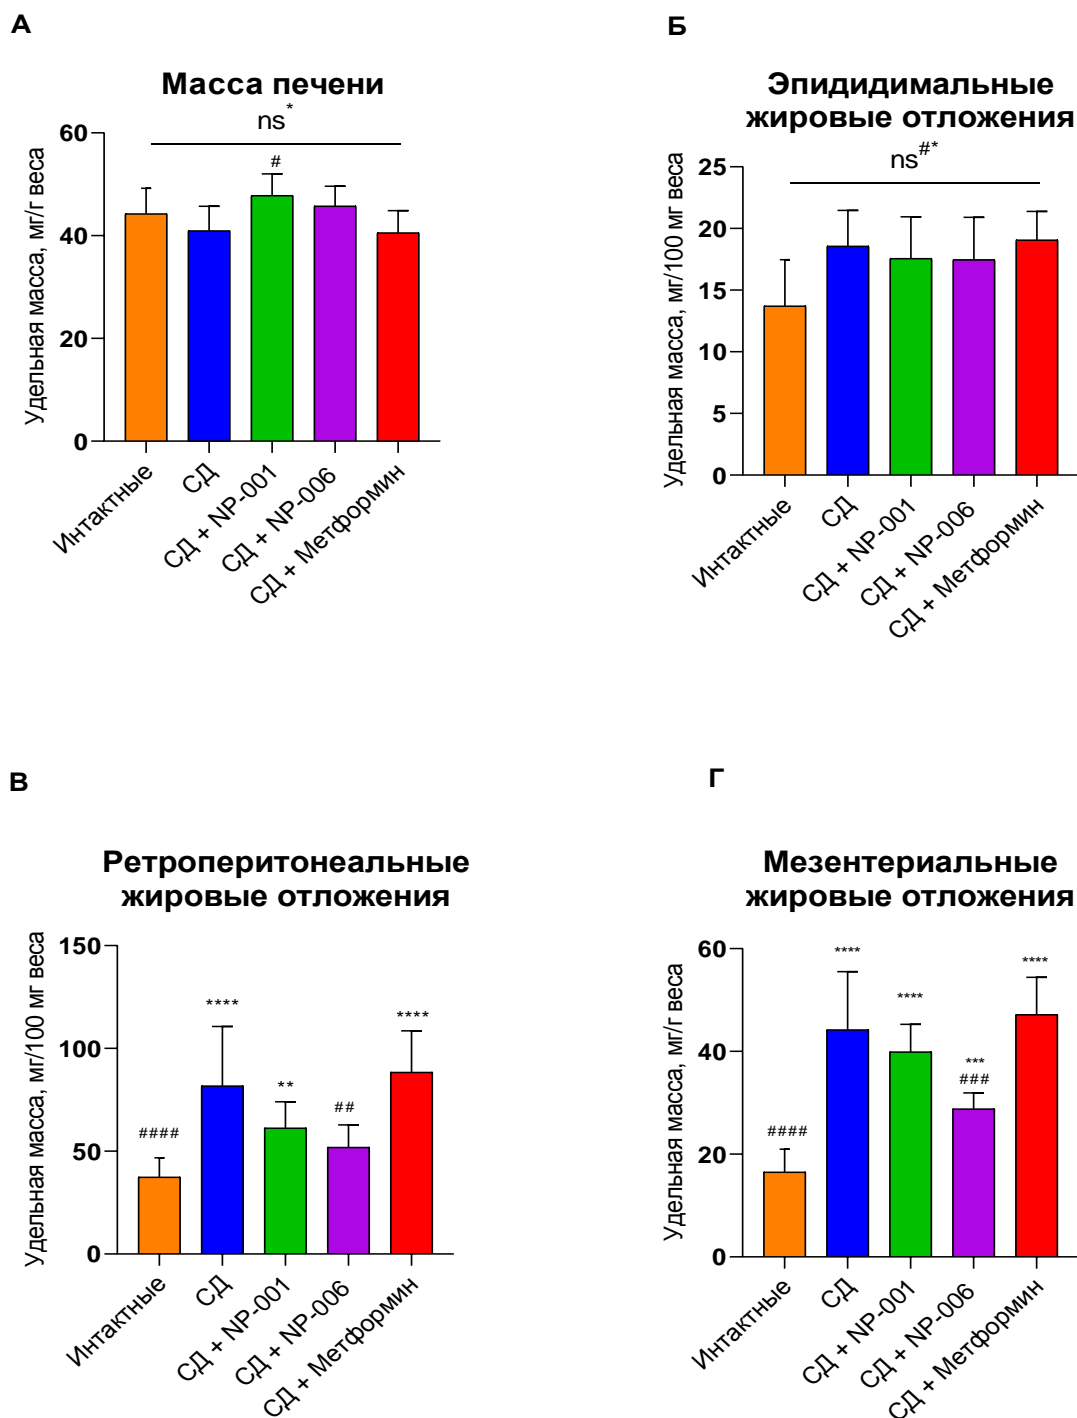 А
Масса печени
ns*
#
Удельная масса, мг/г веса
60
40
20
0
Интактные
СД
СД + NP-001
СД + NP-006
СД + Метформин
Б
Эпидидимальные
жировые отложения
ns#*
Удельная масса, мг/100 мг веса
25
20
15
10
5
0
Интактные
СД
СД + NP-001
СД + NP-006
СД + Метформин
В
Ретроперитонеальные
жировые отложения
Удельная масса, мг/100 мг веса
150
100
50
0
####
****
**
##
****
Интактные
СД
СД + NP-001
СД + NP-006
СД + Метформин
Г
Мезентериальные
жировые отложения
Удельная масса, мг/г веса
60
40
20
0
####
****
****
***
###
****
Интактные
СД
СД + NP-001
СД + NP-006
СД + Метформин